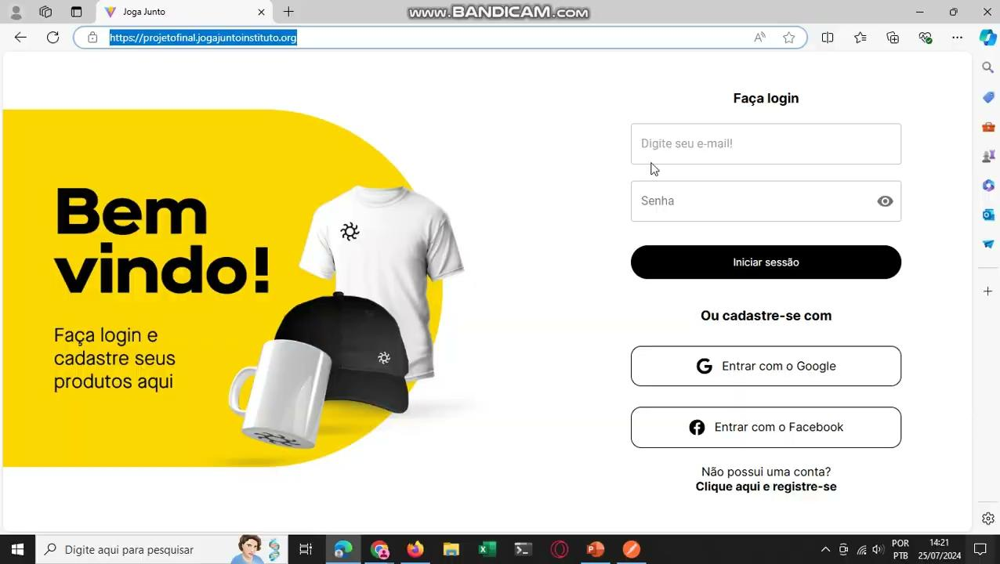 Joga Junto
www.BANDICAM.com
https://projetofinal.jogajuntoinstituto.org
Bem
vindo!
Faça login e
cadastre seus
produtos aqui
Faça login
Digite seu e-mail!
Senha
Iniciar sessão
Ou cadastre-se com
Entrar com o Google
Entrar com o Facebook
Não possui uma conta?
Clique aqui e registre-se
Digite aqui para pesquisar
POR
PTB
14:21
25/07/2024